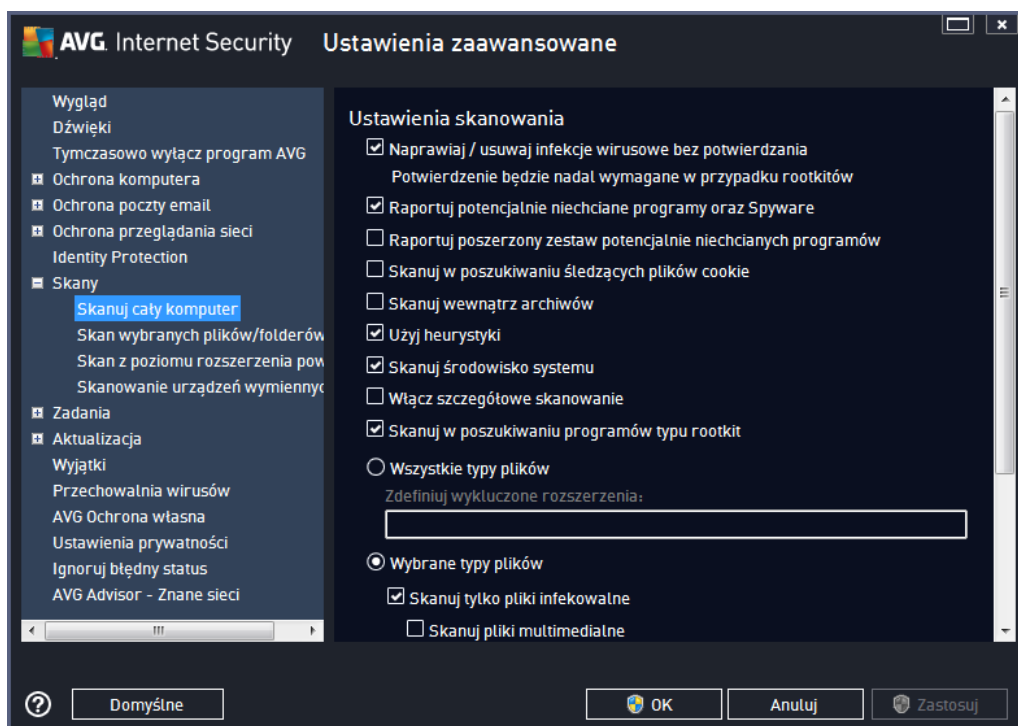 AVG. Internet Security Ustawienia zaawansowane
Wygląd
Dźwięki
Tymczasowo wyłącz program AVG
Ochrona komputera
Ochrona poczty email
Ochrona przeglądania sieci
Identity Protection
Skany
Skanuj cały komputer
Skan wybranych plików/folderów
Skan z poziomu rozszerzenia pow
Skanowanie urządzeń wymiennyc
Zadania
Aktualizacja
Wyjątki
Przechowalnia wirusów
AVG Ochrona własna
Ustawienia prywatności
Ignoruj błędny status
AVG Advisor - Znane sieci
Ustawienia skanowania
Naprawiaj / usuwaj infekcje wirusowe bez potwierdzania
Potwierdzenie będzie nadal wymagane w przypadku rootkitów
Raportuj potencjalnie niechciane programy oraz Spyware
Raportuj poszerzony zestaw potencjalnie niechcianych programów
Skanuj w poszukiwaniu śledzących plików cookie
Skanuj wewnątrz archiwów
Użyj heurystyki
Skanuj środowisko systemu
Włącz szczegółowe skanowanie
Skanuj w poszukiwaniu programów typu rootkit
Wszystkie typy plików
Zdefiniuj wykluczone rozszerzenia:
Wybrane typy plików
Skanuj tylko pliki infekowalne
Skanuj pliki multimedialne
Domyślne
OK
Anuluj
Zastosuj